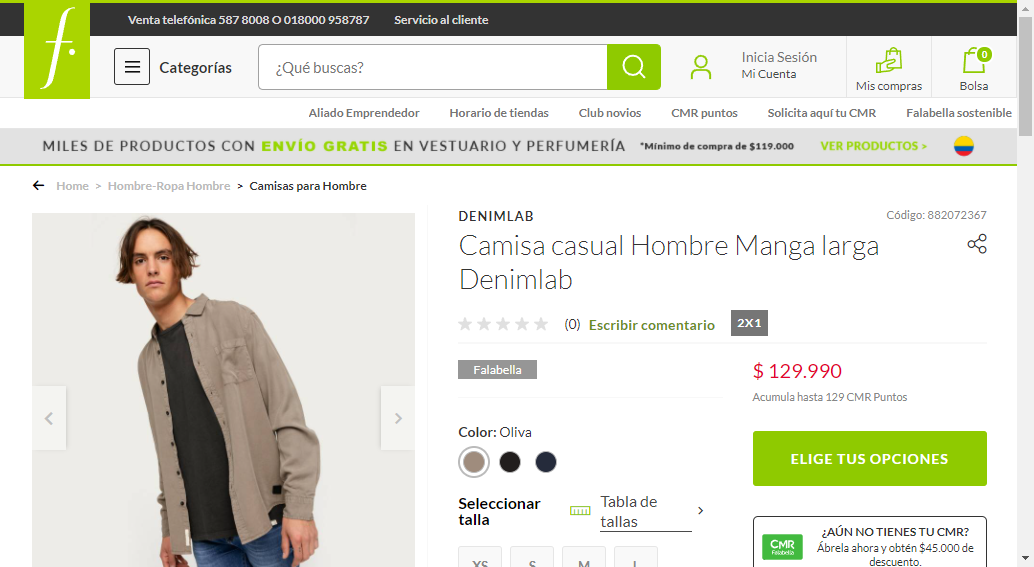 Venta telefónica 587 8008 O 018000 958787
Servicio al cliente
f.
Categorías
¿Qué buscas?
Inicia Sesión
Mi Cuenta
Mis compras
0
Bolsa
Aliado Emprendedor
Horario de tiendas
Club novios
CMR puntos
Solicita aquí tu CMR
Falabella sostenible
MILES DE PRODUCTOS CON ENVÍO GRATIS EN VESTUARIO Y PERFUMERÍA
*Mínimo de compra de $119.000
VER PRODUCTOS >
Home > Hombre-Ropa Hombre > Camisas para Hombre
DENIMLAB
Código: 882072367
Camisa casual Hombre Manga larga
Denimlab
(0) Escribir comentario
2X1
Falabella
$ 129.990
Acumula hasta 129 CMR Puntos
Color: Oliva
ELIGE TUS OPCIONES
Seleccionar
talla
Tabla de
tallas
XS
S
M
L
CMR
Falabella
¿AÚN NO TIENES TU CMR?
Ábrela ahora y obtén $45.000 de
descuento.